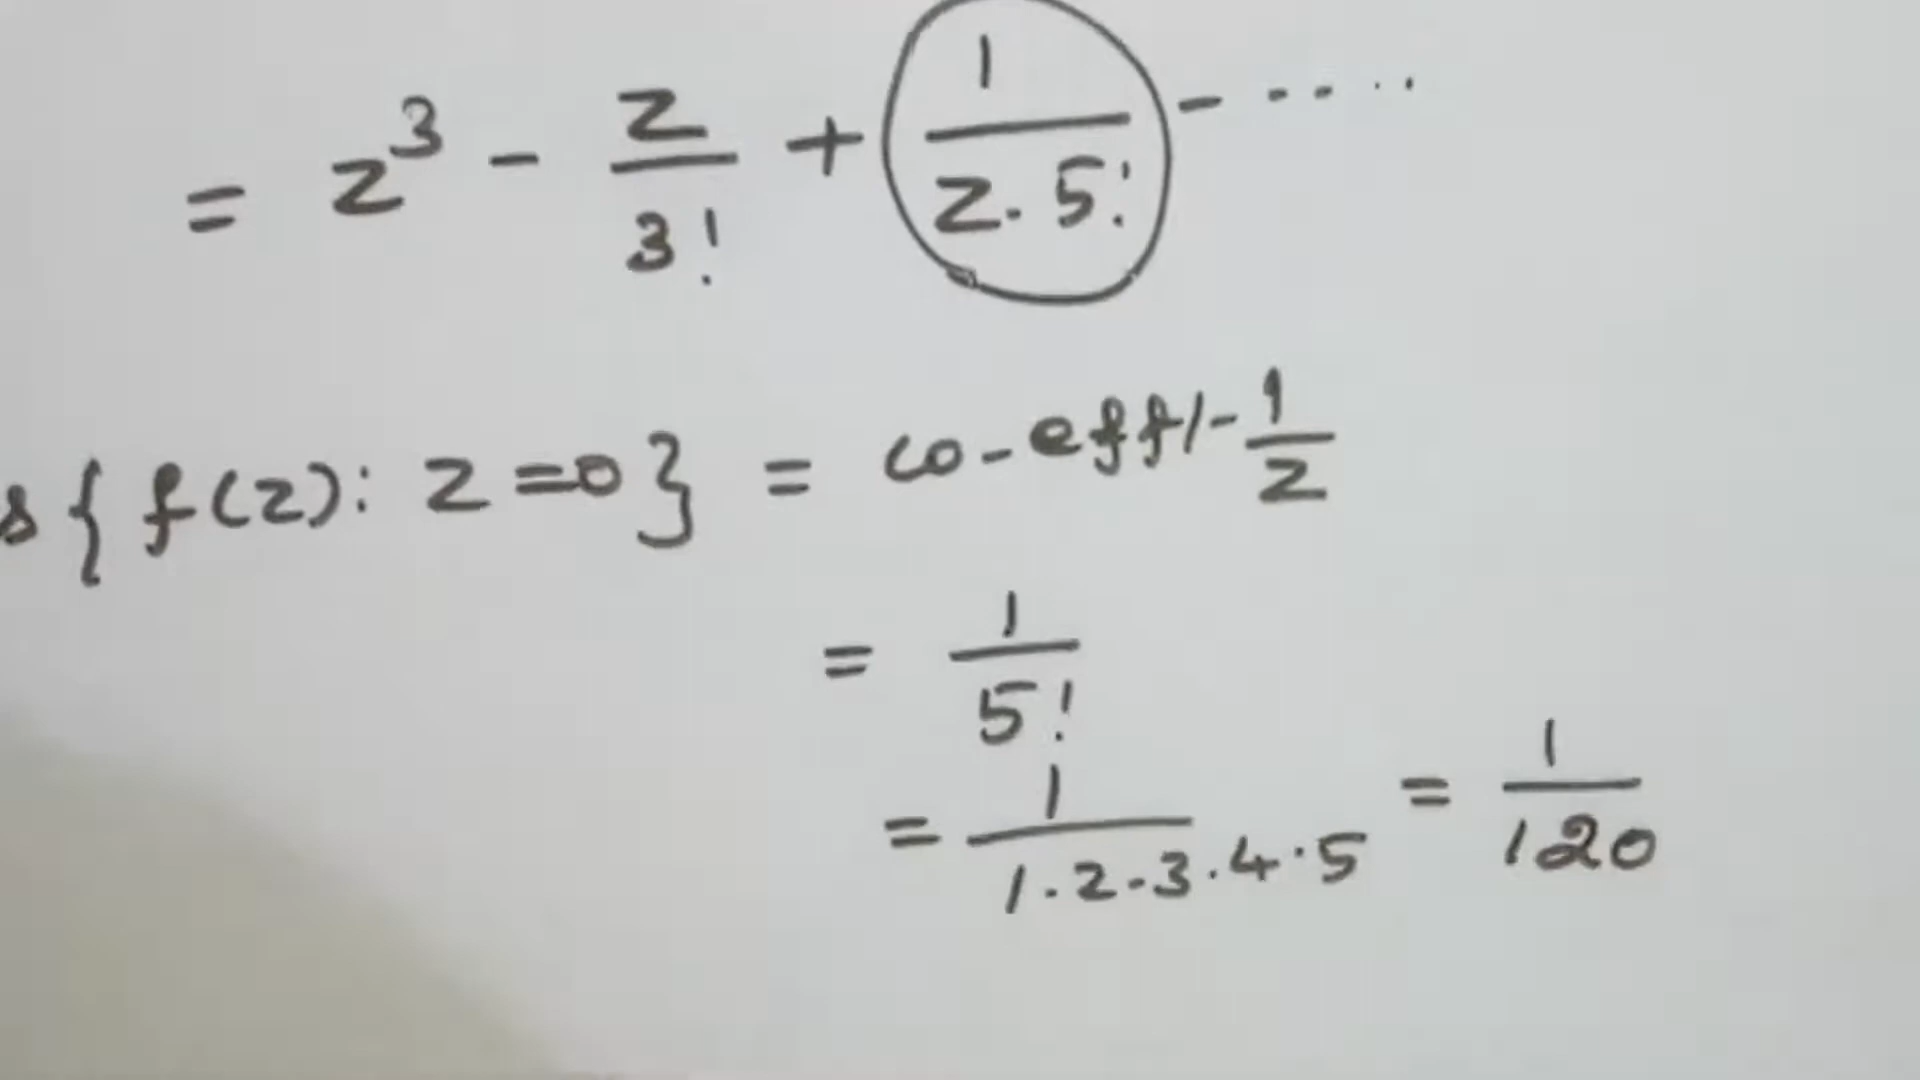 = z³ - z/3! + 1/(z · 5!) - · · · ·
s{f(z): z=0} = co-eff/- 1/z
= 1/5!
= 1/(1·2·3·4·5) = 1/120